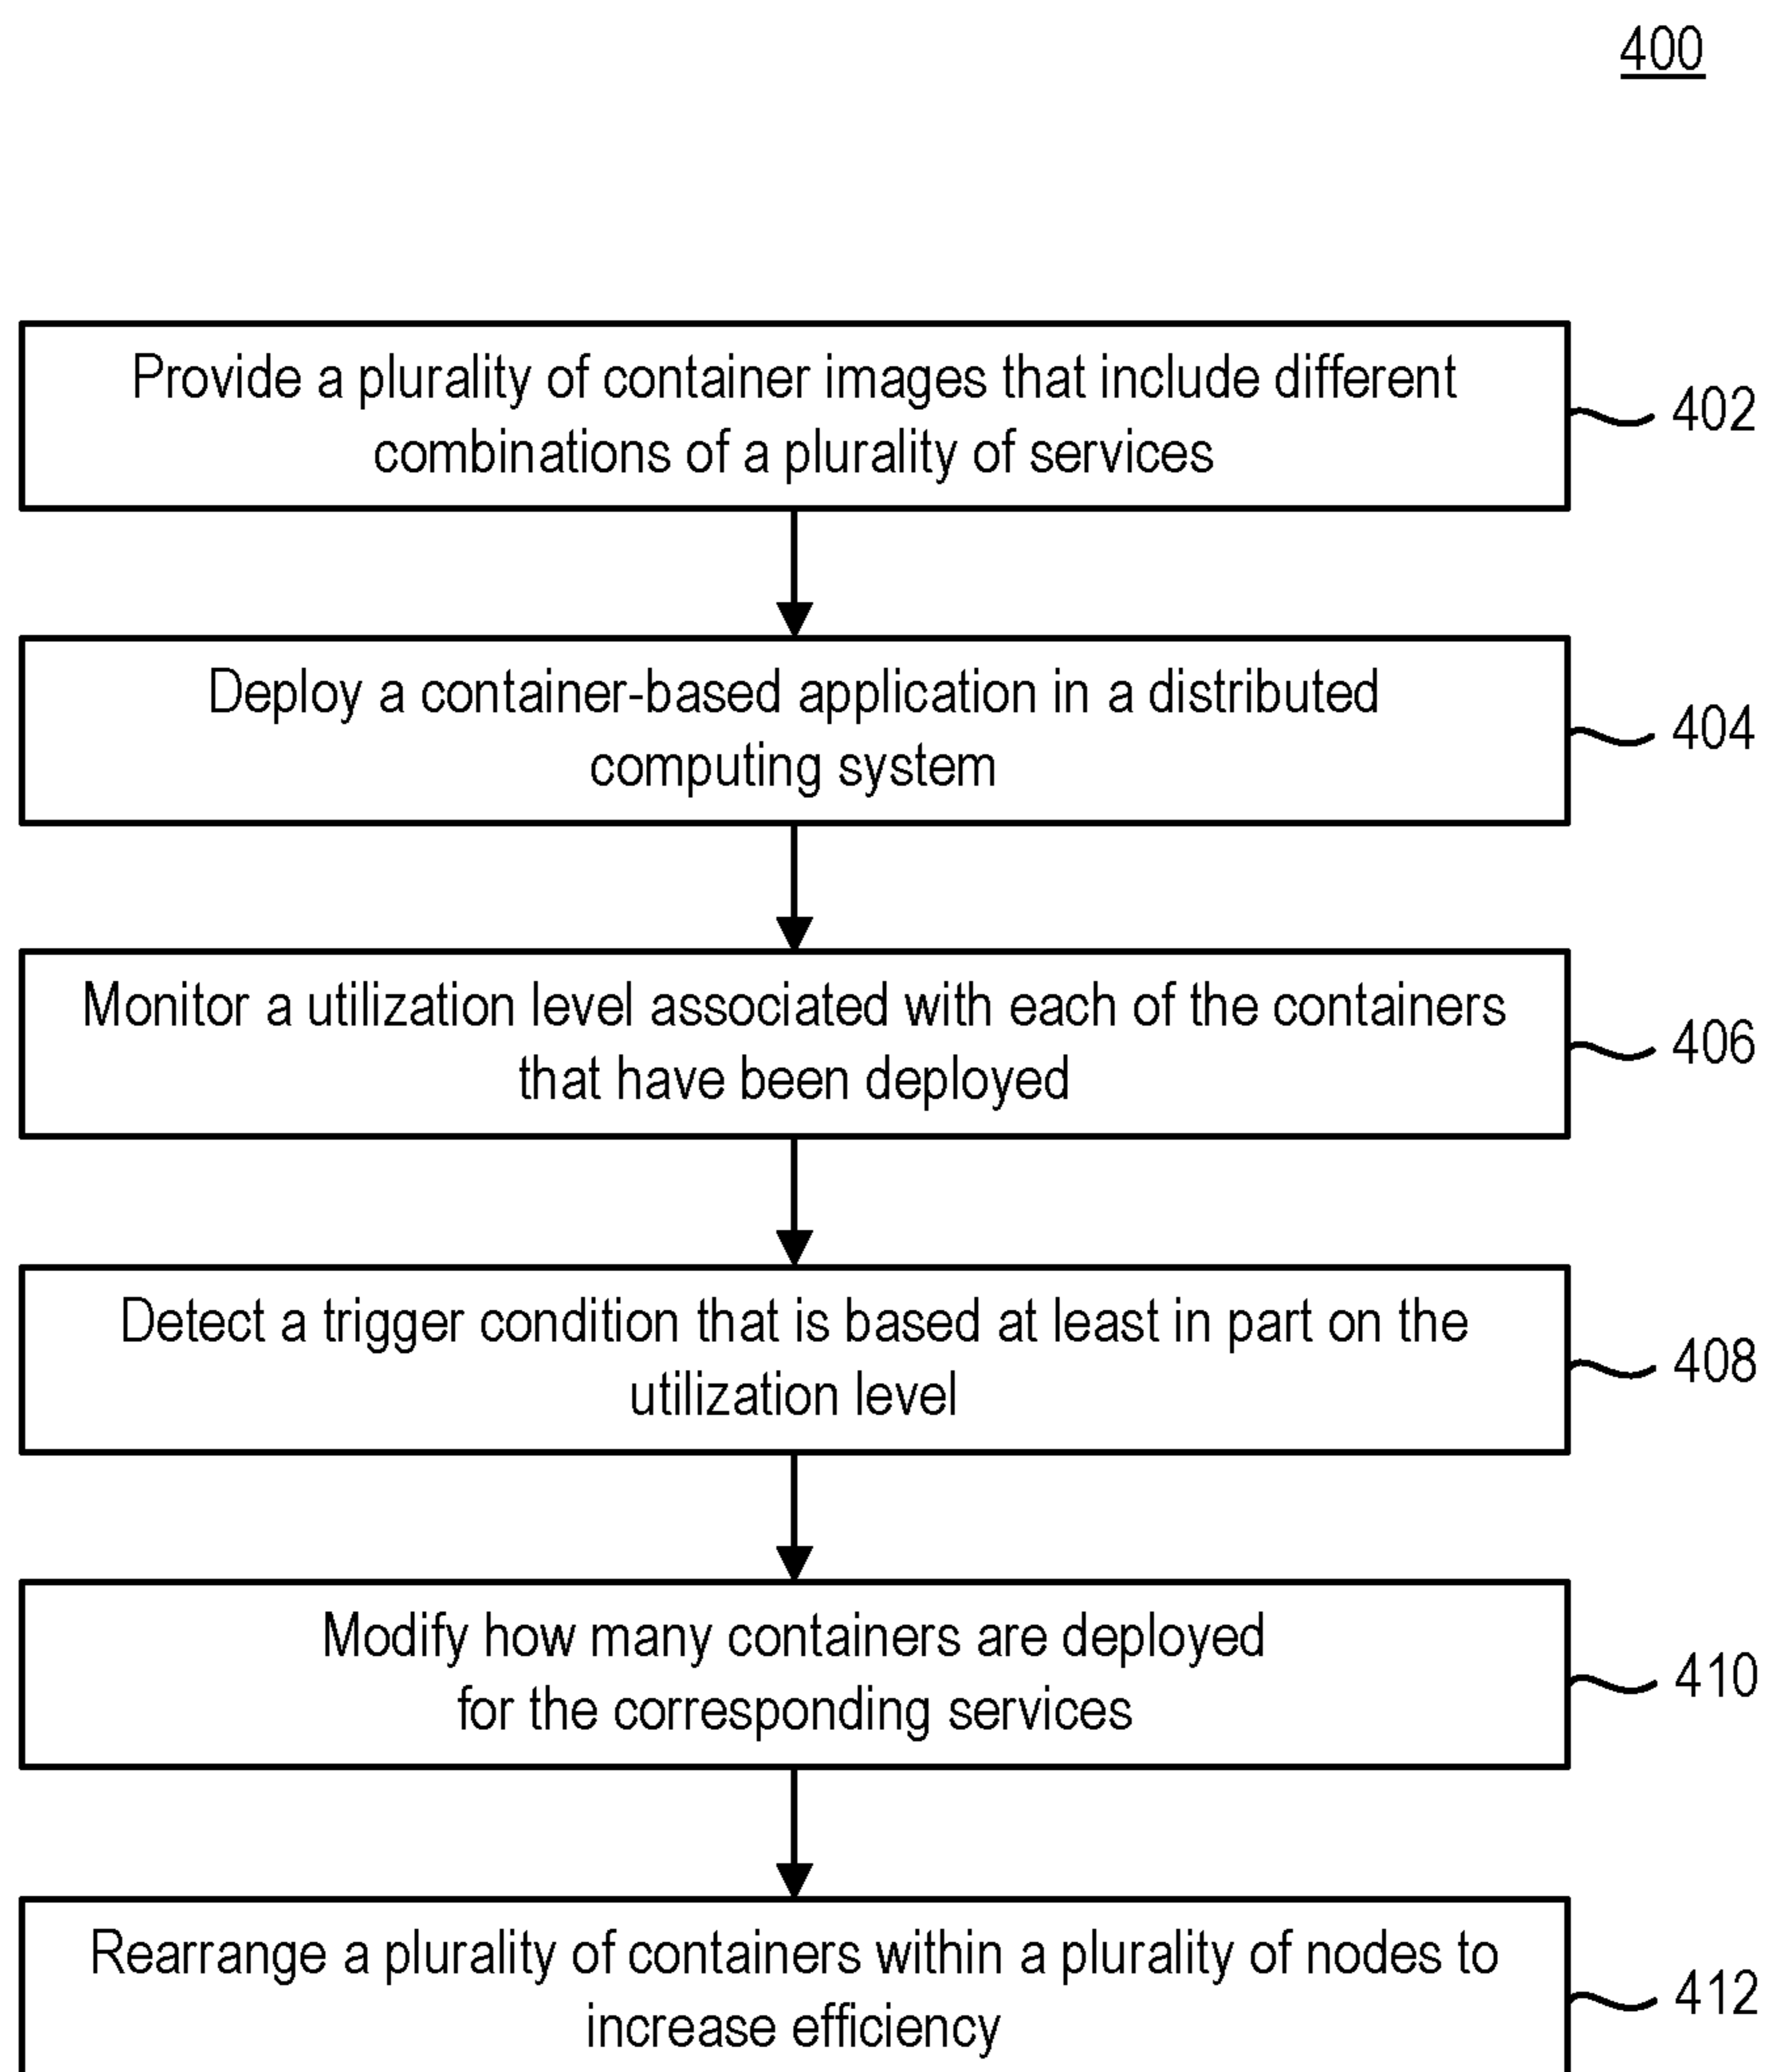 400
Provide a plurality of container images that include different
combinations of a plurality of services
402
Deploy a container-based application in a distributed
computing system
404
Monitor a utilization level associated with each of the containers
that have been deployed
406
Detect a trigger condition that is based at least in part on the
utilization level
408
Modify how many containers are deployed
for the corresponding services
410
Rearrange a plurality of containers within a plurality of nodes to
increase efficiency
412